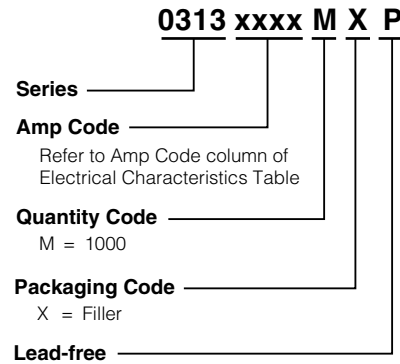 0313 xxxx M X P
Series
Amp Code
Refer to Amp Code column of
Electrical Characteristics Table
Quantity Code
M = 1000
Packaging Code
X = Filler
Lead-free